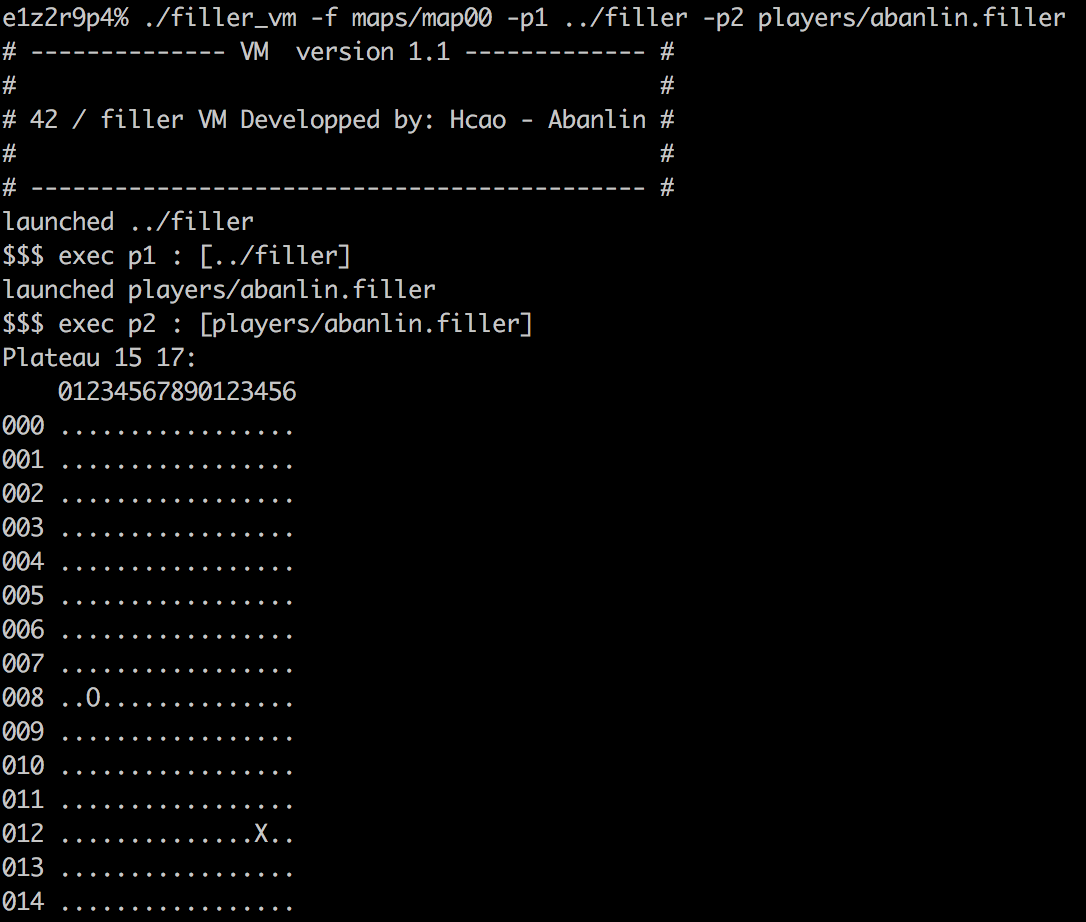 e1z2r9p4% ./filler_vm -f maps/map00 -p1 ../filler -p2 players/abanlin.filler
# -------------- VM  version 1.1 ------------- #
#                                              #
# 42 / filler VM Developped by: Hcao - Abanlin #
#                                              #
# -------------------------------------------- #
launched ../filler
$$$ exec p1 : [../filler]
launched players/abanlin.filler
$$$ exec p2 : [players/abanlin.filler]
Plateau 15 17:
    01234567890123456
000 .................
001 .................
002 .................
003 .................
004 .................
005 .................
006 .................
007 .................
008 ..O..............
009 .................
010 .................
011 .................
012 ..............X..
013 .................
014 .................